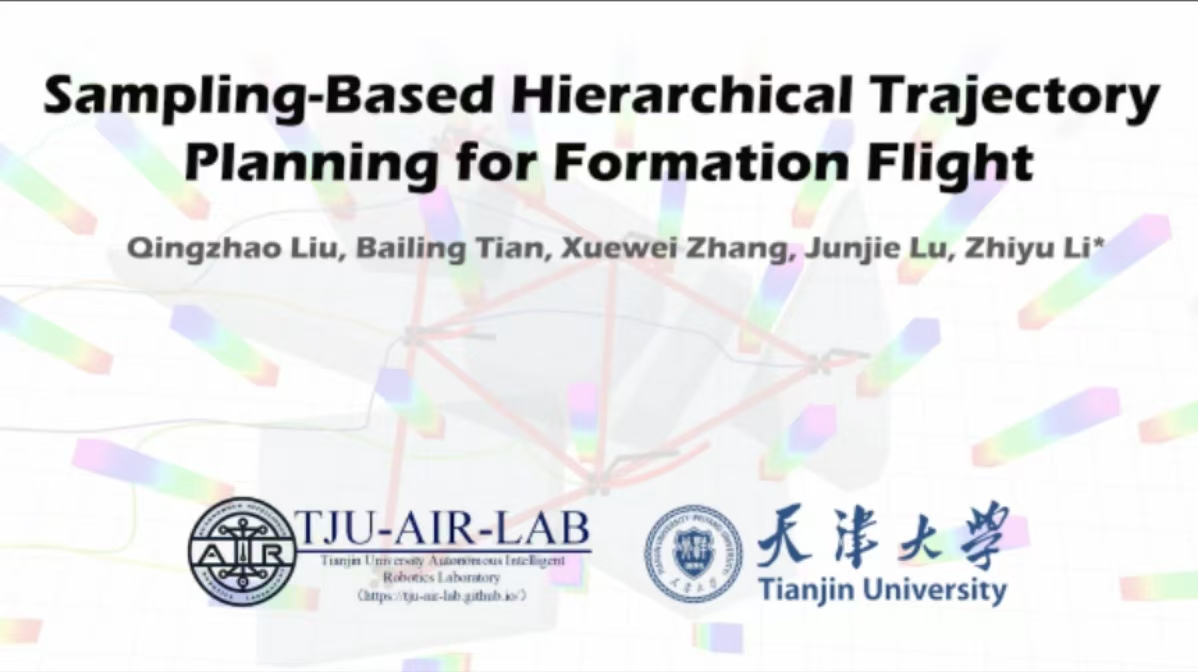 Sampling-Based Hierarchical Trajectory
Planning for Formation Flight
Qingzhao Liu, Bailing Tian, Xuewei Zhang, Junjie Lu, Zhiyu Li*
AIR
TJU-AIR-LAB
Tianjin University Autonomous Intelligent
Robotics Laboratory
(https://tju-air-lab.github.io/)
天津大学
Tianjin University